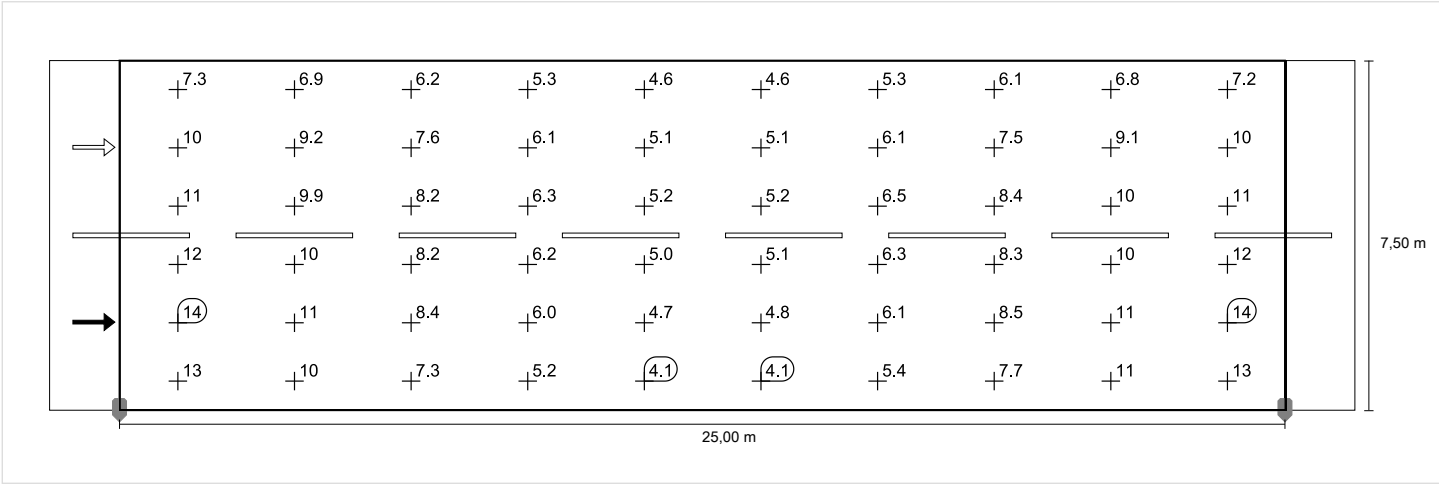 7.3 6.9 6.2 5.3 4.6 4.6 5.3 6.1 6.8 7.2
10 9.2 7.6 6.1 5.1 5.1 6.1 7.5 9.1 10
11 9.9 8.2 6.3 5.2 5.2 6.5 8.4 10 11
7,50 m
12 10 8.2 6.2 5.0 5.1 6.3 8.3 10 12
14 11 8.4 6.0 4.7 4.8 6.1 8.5 11 14
13 10 7.3 5.2 4.1 4.1 5.4 7.7 11 13
25,00 m